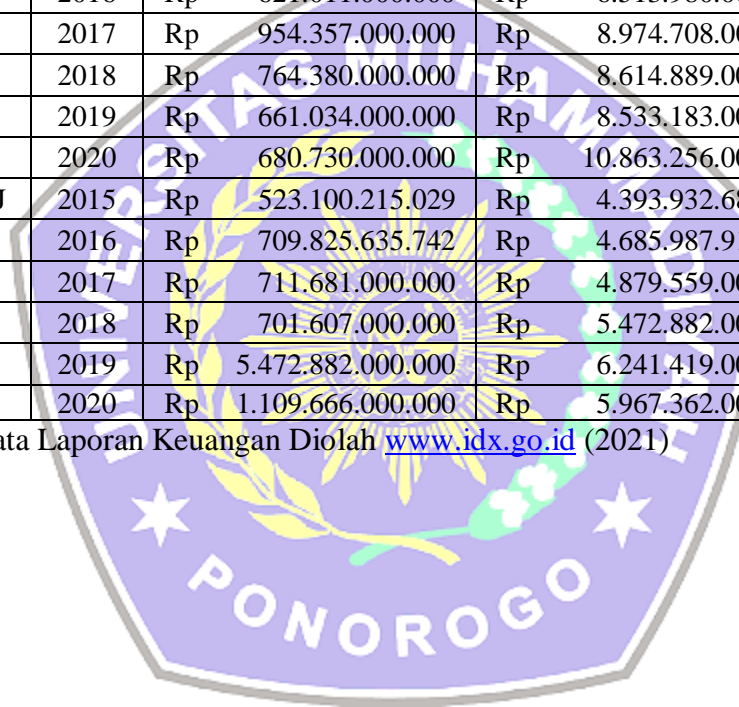 2017 Rp 954.357.000.000 Rp 8.974.708.00
2018 Rp 764.380.000.000 Rp 8.614.889.00
2019 Rp 661.034.000.000 Rp 8.533.183.00
2020 Rp 680.730.000.000 Rp 10.863.256.00
J 2015 Rp 523.100.215.029 Rp 4.393.932.68
2016 Rp 709.825.635.742 Rp 4.685.987.9
2017 Rp 711.681.000.000 Rp 4.879.559.00
2018 Rp 701.607.000.000 Rp 5.472.882.00
2019 Rp 5.472.882.000.000 Rp 6.241.419.00
2020 Rp 1.109.666.000.000 Rp 5.967.362.00
ata Laporan Keuangan Diolah www.idx.go.id (2021)
UNIVERSITAS MUHAMMADIYAH
PONOROGO